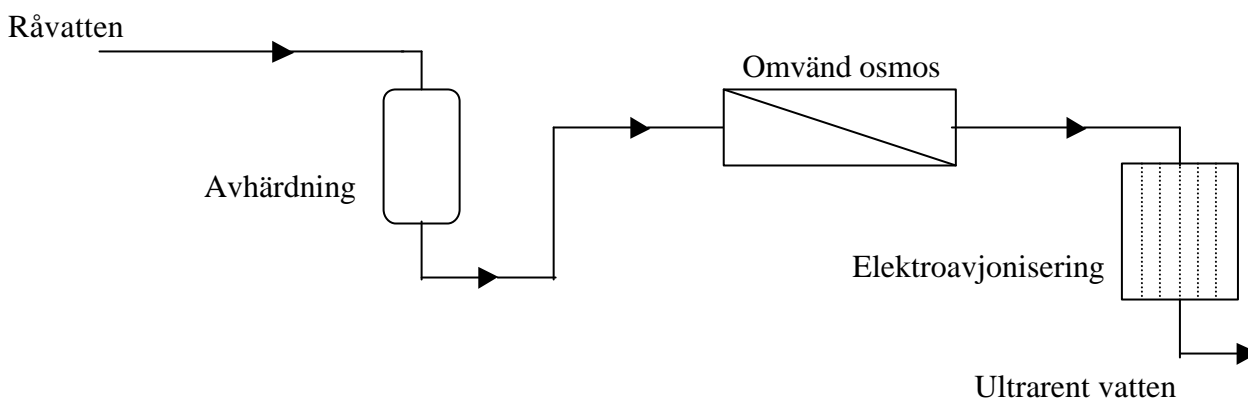 Råvatten
Omvänd osmos
Avhärdning
Elektroavjonisering
Ultrarent vatten